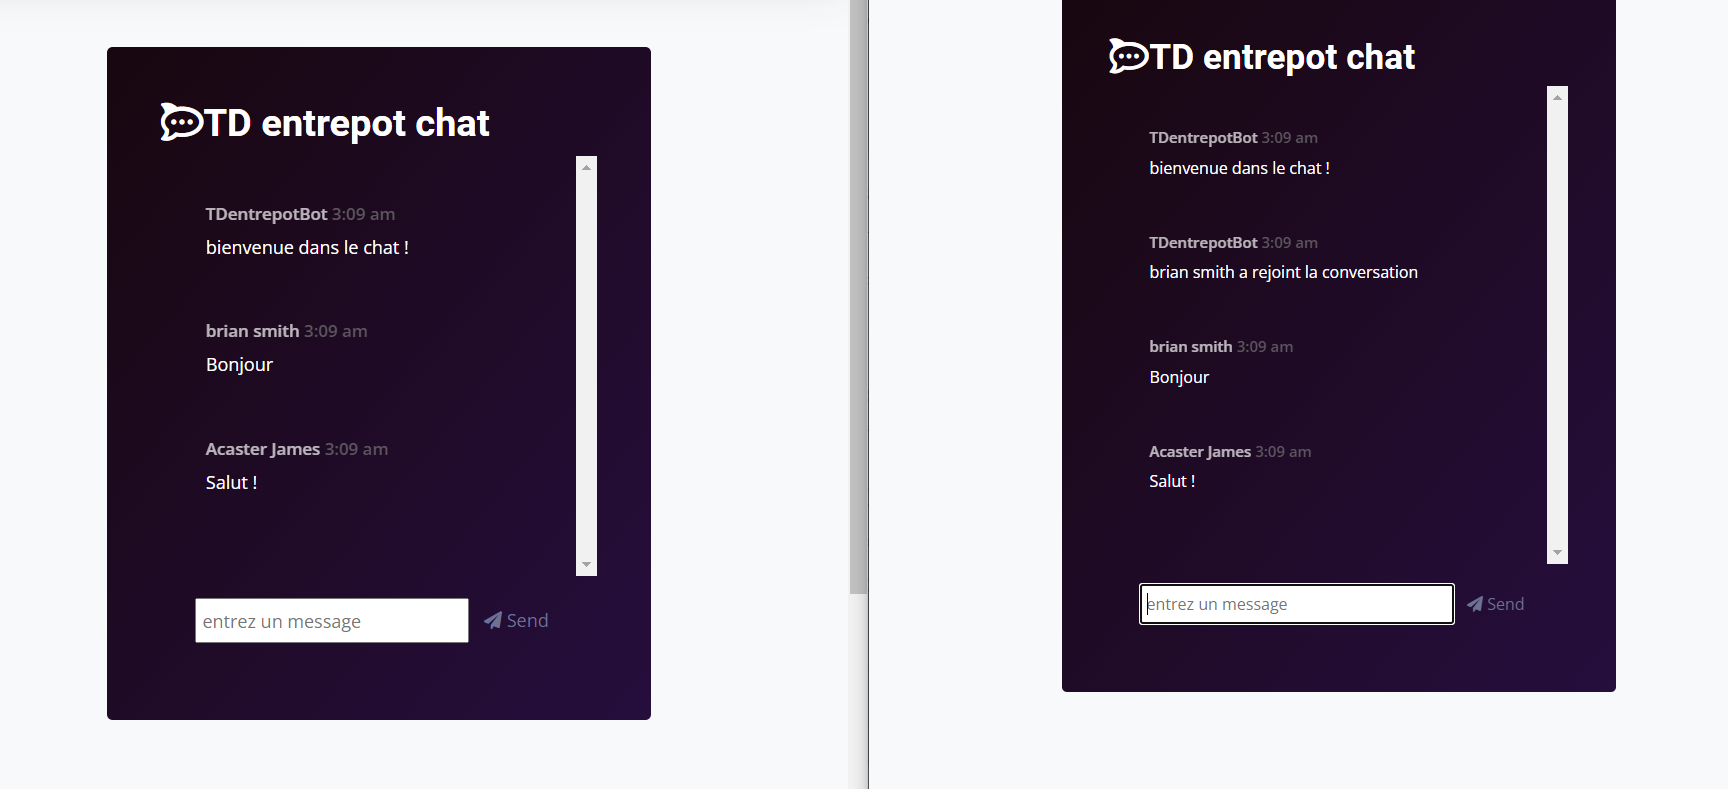 TD entrepot chat
TDentrepotBot 3:09 am
bienvenue dans le chat !
brian smith 3:09 am
Bonjour
Acaster James 3:09 am
Salut !
entrez un message
Send
TD entrepot chat
TDentrepotBot 3:09 am
bienvenue dans le chat !
TDentrepotBot 3:09 am
brian smith a rejoint la conversation
brian smith 3:09 am
Bonjour
Acaster James 3:09 am
Salut !
entrez un message
Send